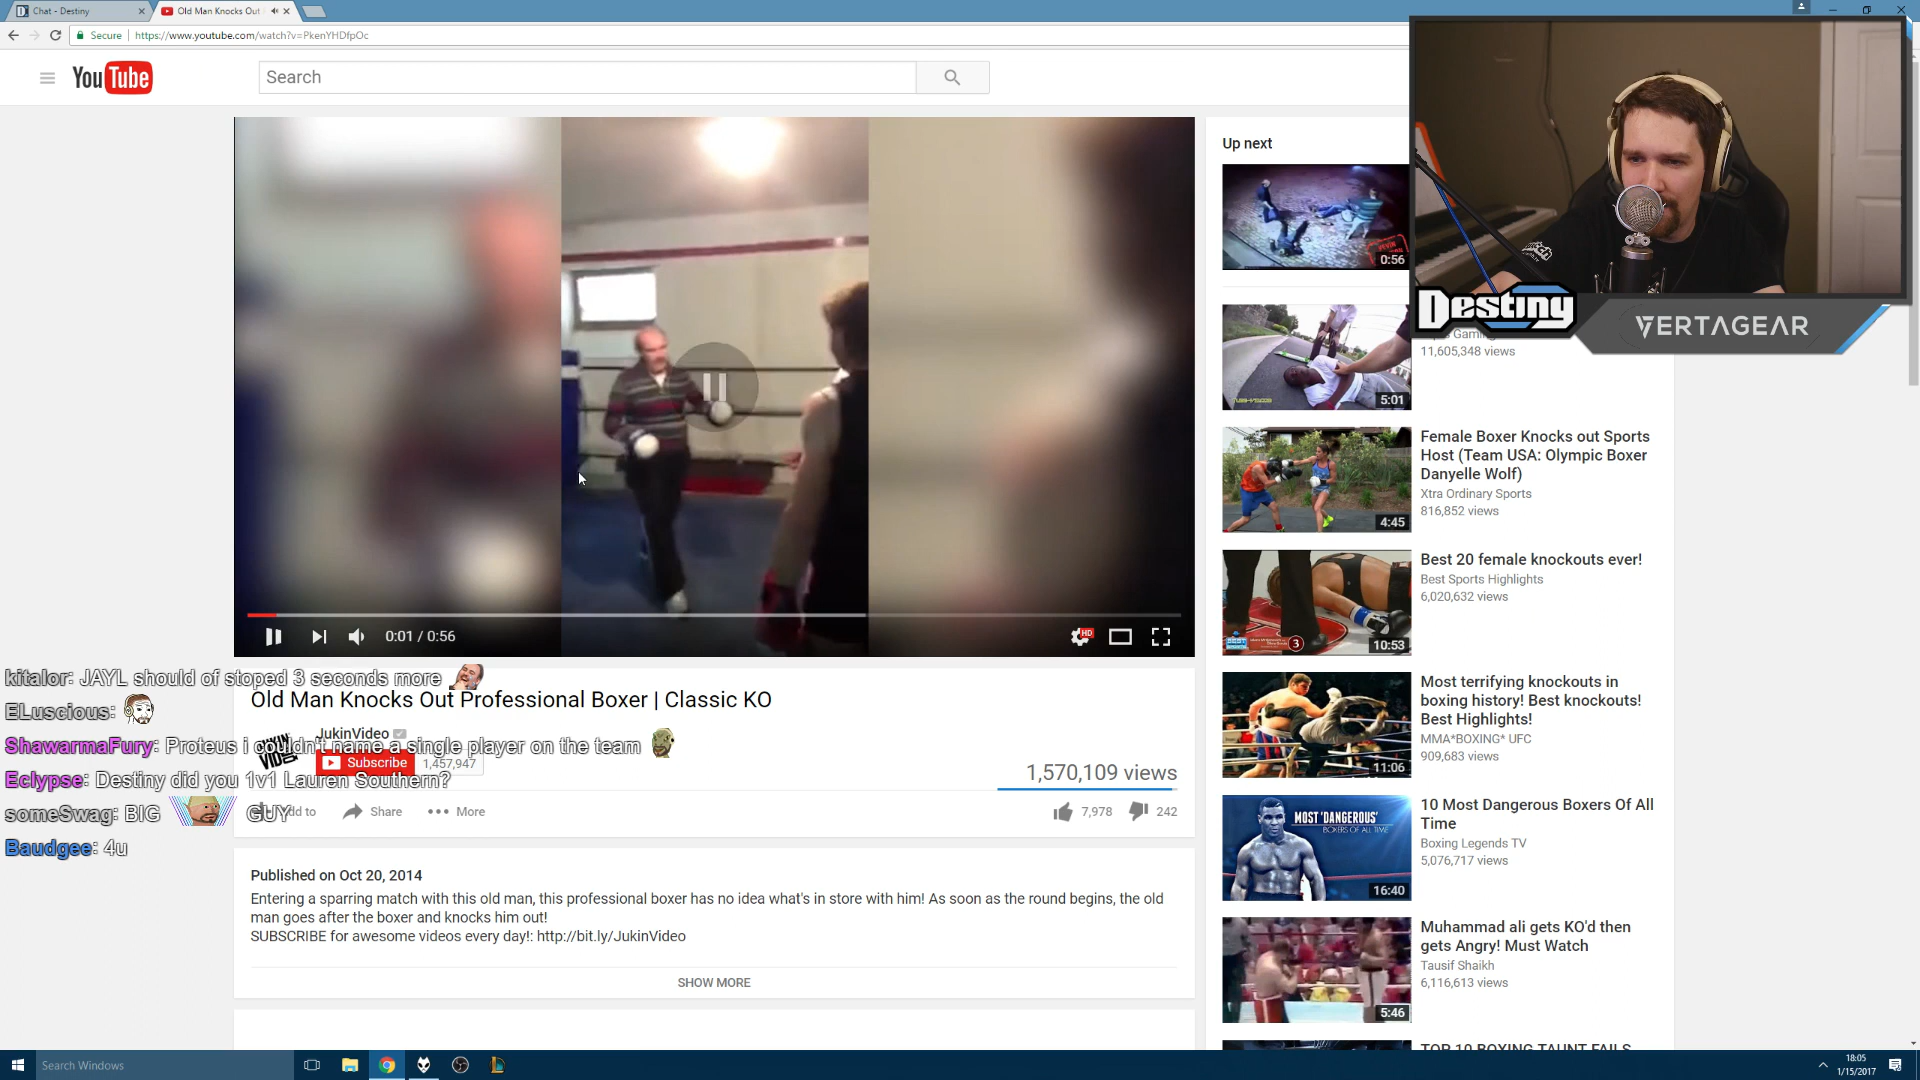 Chat - Destiny
Old Man Knocks Out
Secure
https://www.youtube.com/watch?v=PkenYHDfpOc
YouTube
Search
Up next
0:56
11,605,348 views
5:01
Female Boxer Knocks out Sports
Host (Team USA: Olympic Boxer
Danyelle Wolf)
Xtra Ordinary Sports
816,852 views
4:45
Best 20 female knockouts ever!
Best Sports Highlights
6,020,632 views
10:53
Most terrifying knockouts in
boxing history! Best knockouts!
Best Highlights!
MMA*BOXING* UFC
909,683 views
11:06
10 Most Dangerous Boxers Of All
Time
Boxing Legends TV
5,076,717 views
MOST 'DANGEROUS'
BOXERS OF ALL TIME
16:40
Muhammad ali gets KO'd then
gets Angry! Must Watch
Tausif Shaikh
6,116,613 views
5:46
TOP 10 BOXING TAUNT FAILS
Destiny
VERTAGEAR
0:01 / 0:56
HD
kitalor: JAYL should of stoped 3 seconds more
ELuscious:
ShawarmaFury: Proteus i couldn't name a single player on the team
Eclypse: Destiny did you 1v1 Lauren Southern?
someSwag: BIG GUY
Baudgee: 4u
Old Man Knocks Out Professional Boxer | Classic KO
JukinVideo
Subscribe
1,457,947
1,570,109 views
Share
More
7,978
242
Published on Oct 20, 2014
Entering a sparring match with this old man, this professional boxer has no idea what's in store with him! As soon as the round begins, the old
man goes after the boxer and knocks him out!
SUBSCRIBE for awesome videos every day!: http://bit.ly/JukinVideo
SHOW MORE
Search Windows
18:05
1/15/2017